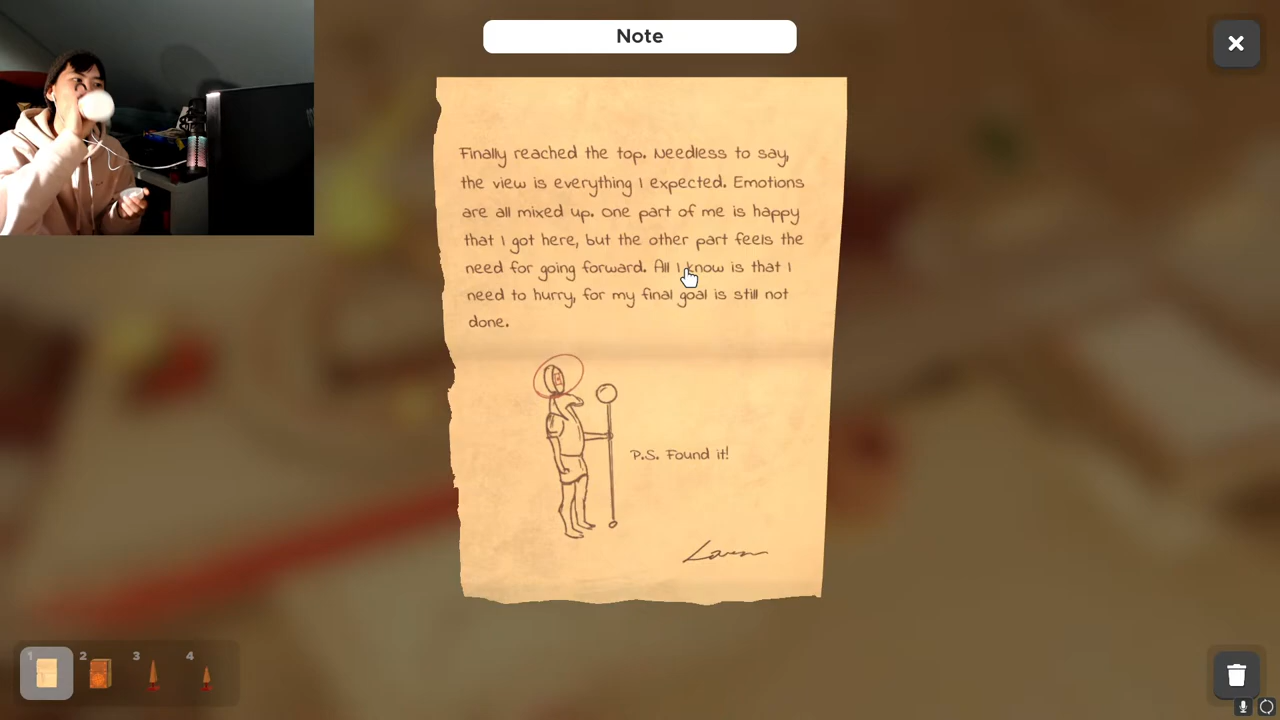 Note
Finally reached the top. Needless to say,
the view is everything I expected. Emotions
are all mixed up. One part of me is happy
that I got here, but the other part feels the
need for going forward. All I know is that I
need to hurry, for my final goal is still not
done.
P.S. Found it!
1
2
3
4